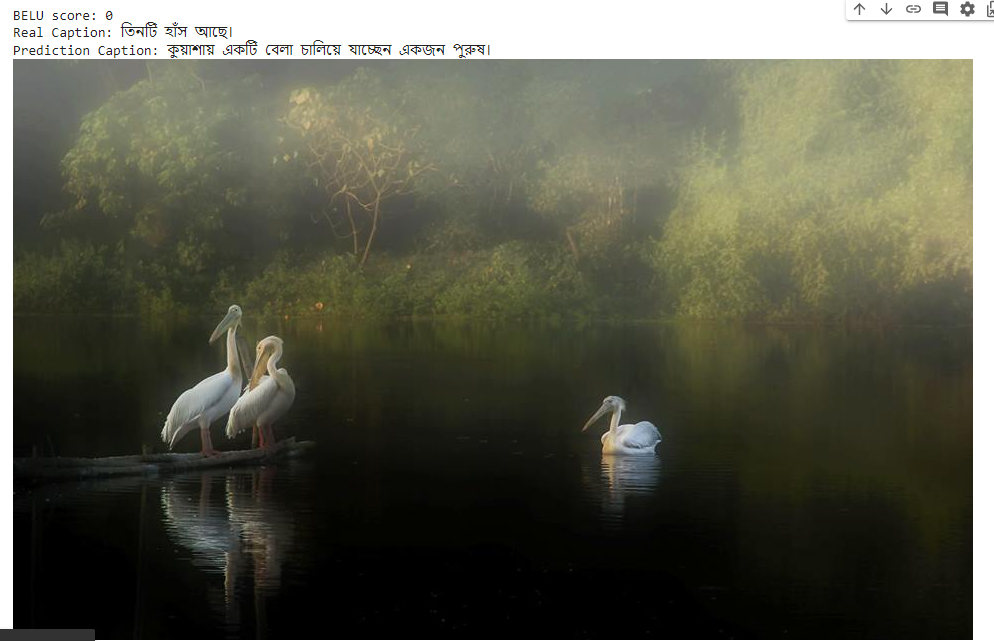 BELU score: 0
Real Caption: তিনটি হাঁস আছে।
Prediction Caption: কুয়াশায় একটি বেলা চালিয়ে যাচ্ছেন একজন পুরুষ।